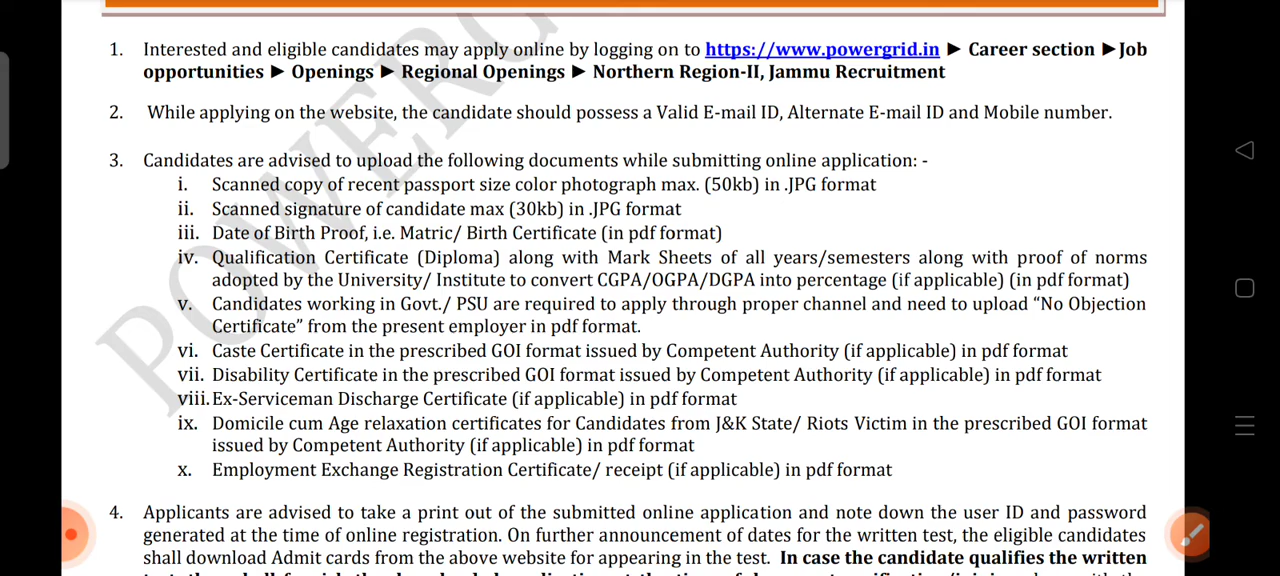 1. Interested and eligible candidates may apply online by logging on to https://www.powergrid.in ► Career section ►Job
opportunities ► Openings ► Regional Openings ► Northern Region-II, Jammu Recruitment
2. While applying on the website, the candidate should possess a Valid E-mail ID, Alternate E-mail ID and Mobile number.
3. Candidates are advised to upload the following documents while submitting online application: -
i. Scanned copy of recent passport size color photograph max. (50kb) in .JPG format
ii. Scanned signature of candidate max (30kb) in .JPG format
iii. Date of Birth Proof, i.e. Matric/ Birth Certificate (in pdf format)
iv. Qualification Certificate (Diploma) along with Mark Sheets of all years/semesters along with proof of norms
adopted by the University/ Institute to convert CGPA/OGPA/DGPA into percentage (if applicable) (in pdf format)
v. Candidates working in Govt./ PSU are required to apply through proper channel and need to upload “No Objection
Certificate” from the present employer in pdf format.
vi. Caste Certificate in the prescribed GOI format issued by Competent Authority (if applicable) in pdf format
vii. Disability Certificate in the prescribed GOI format issued by Competent Authority (if applicable) in pdf format
viii. Ex-Serviceman Discharge Certificate (if applicable) in pdf format
ix. Domicile cum Age relaxation certificates for Candidates from J&K State/ Riots Victim in the prescribed GOI format
issued by Competent Authority (if applicable) in pdf format
x. Employment Exchange Registration Certificate/ receipt (if applicable) in pdf format
4. Applicants are advised to take a print out of the submitted online application and note down the user ID and password
generated at the time of online registration. On further announcement of dates for the written test, the eligible candidates
shall download Admit cards from the above website for appearing in the test. In case the candidate qualifies the written